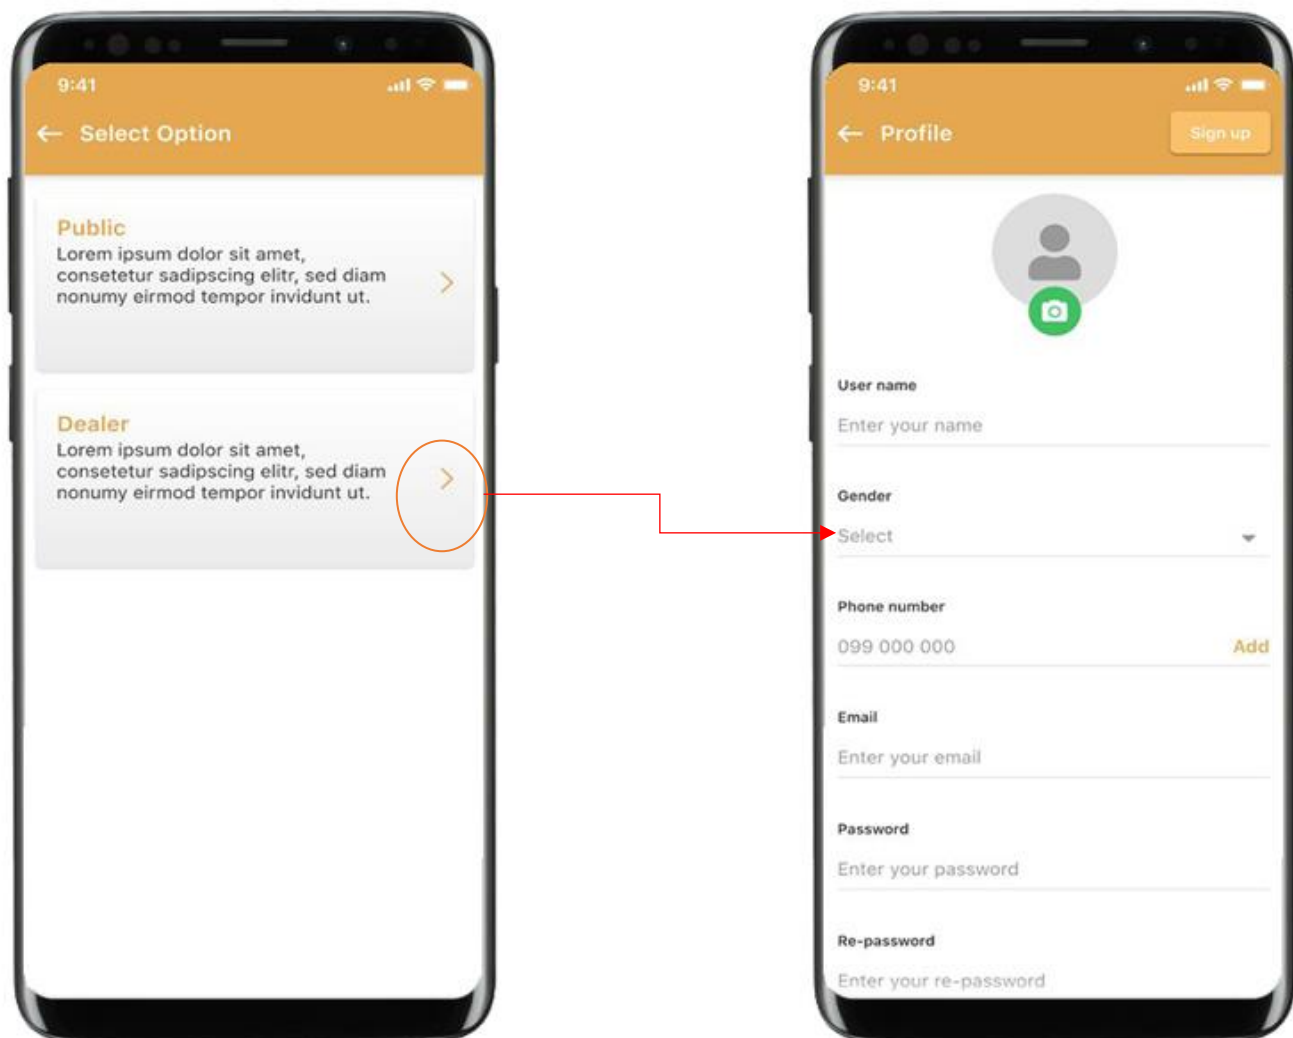 9:41
Select Option
Public
Lorem ipsum dolor sit amet,
consetetur sadipscing elitr, sed diam
nonumy eirmod tempor invidunt ut.
Dealer
Lorem ipsum dolor sit amet,
consetetur sadipscing elitr, sed diam
nonumy eirmod tempor invidunt ut.
9:41
Profile
Sign up
User name
Enter your name
Gender
Select
Phone number
099 000 000
Add
Email
Enter your email
Password
Enter your password
Re-password
Enter your re-password